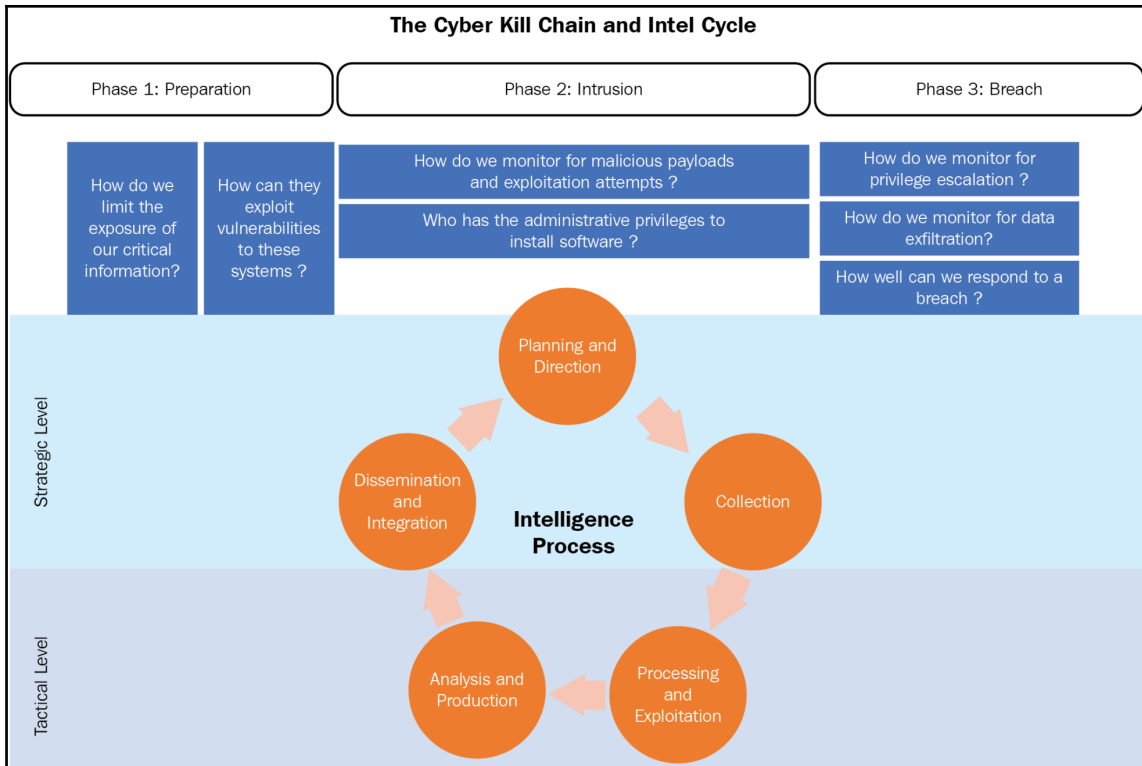 The Cyber Kill Chain and Intel Cycle
Phase 1: Preparation
Phase 2: Intrusion
Phase 3: Breach
How do we
limit the
exposure of
our critical
information?
How can they
exploit
vulnerabilities
to these
systems ?
How do we monitor for malicious payloads
and exploitation attempts ?
Who has the administrative privileges to
install software ?
How do we monitor for
privilege escalation ?
How do we monitor for data
exfiltration?
How well can we respond to a
breach ?
Strategic Level
Planning and
Direction
Dissemination
and
Integration
Collection
Intelligence
Process
Tactical Level
Analysis and
Production
Processing
and
Exploitation